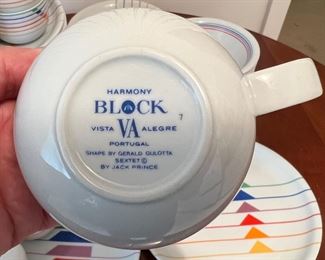 HARMONY
BLOCK
VISTA VA ALEGRE
PORTUGAL
SHAPE BY GERALD GULOTTA
SEXTET ©
BY JACK PRINCE
7